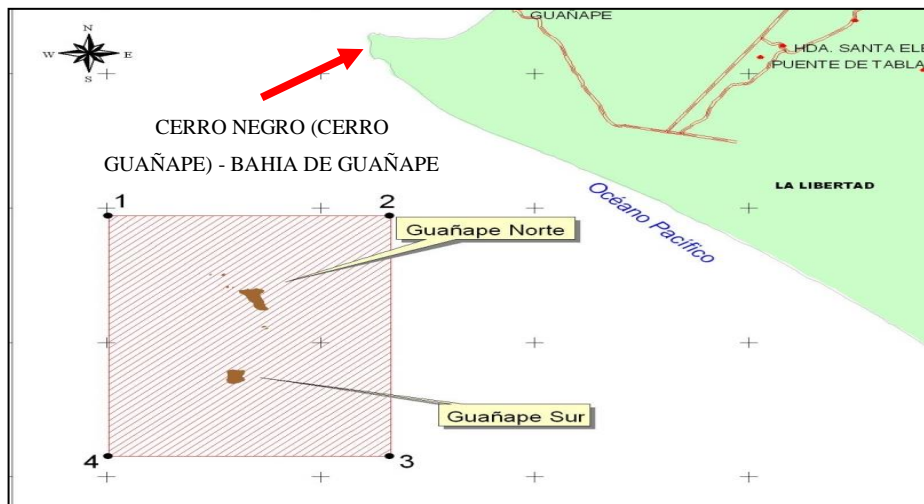 GUAÑAPE
N
W E
S
HDA. SANTA ELE
PUENTE DE TABLA
CERRO NEGRO (CERRO
GUAÑAPE) - BAHIA DE GUAÑAPE
LA LIBERTAD
Océano Pacífico
1 2
Guañape Norte
Guañape Sur
4 3